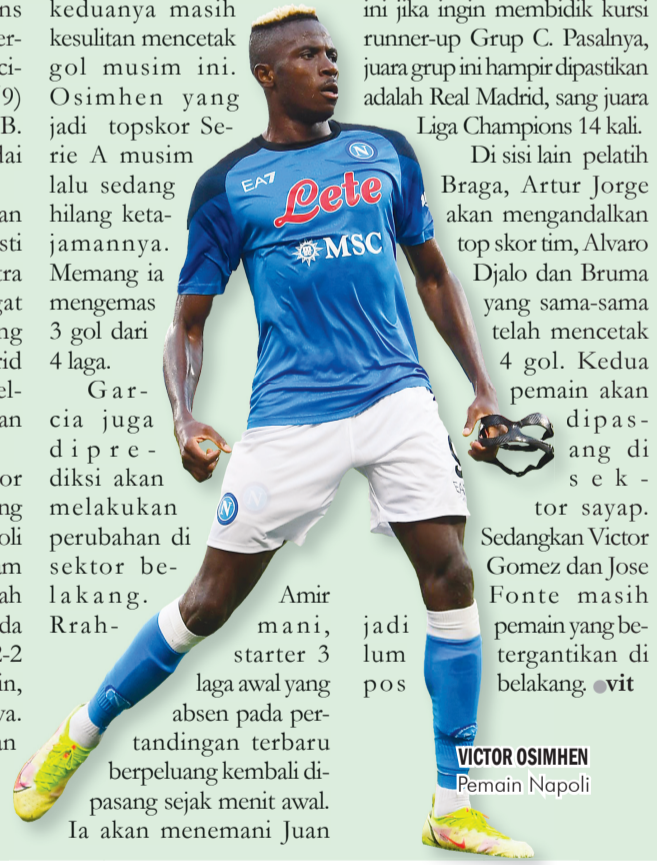 keduanya masih
kesulitan mencetak
gol musim ini.
Osimhen yang
jadi topskor Se-
rie A musim
lalu sedang
hilang keta-
jamannya.
Memang ia
mengemas
3 gol dari
4 laga.
Gar-
cia juga
dipre-
diksi akan
melakukan
perubahan di
sektor be-
lakang. Amir
Rrah- mani,
starter 3
laga awal yang
absen pada per-
tandingan terbaru
berpeluang kembali di-
pasang sejak menit awal.
Ia akan menemani Juan
jadi
lum
pos
ini jika ingin membidik kursi
runner-up Grup C. Pasalnya,
juara grup ini hampir dipastikan
adalah Real Madrid, sang juara
Liga Champions 14 kali.
Di sisi lain pelatih
Braga, Artur Jorge
akan mengandalkan
top skor tim, Alvaro
Djalo dan Bruma
yang sama-sama
telah mencetak
4 gol. Kedua
pemain akan
dipas-
ang di
sek-
tor sayap.
Sedangkan Victor
Gomez dan Jose
Fonte masih
pemain yang be-
tergantikan di
belakang. vit
EA7
N
Lete
MSC
N
VICTOR OSIMHEN
Pemain Napoli